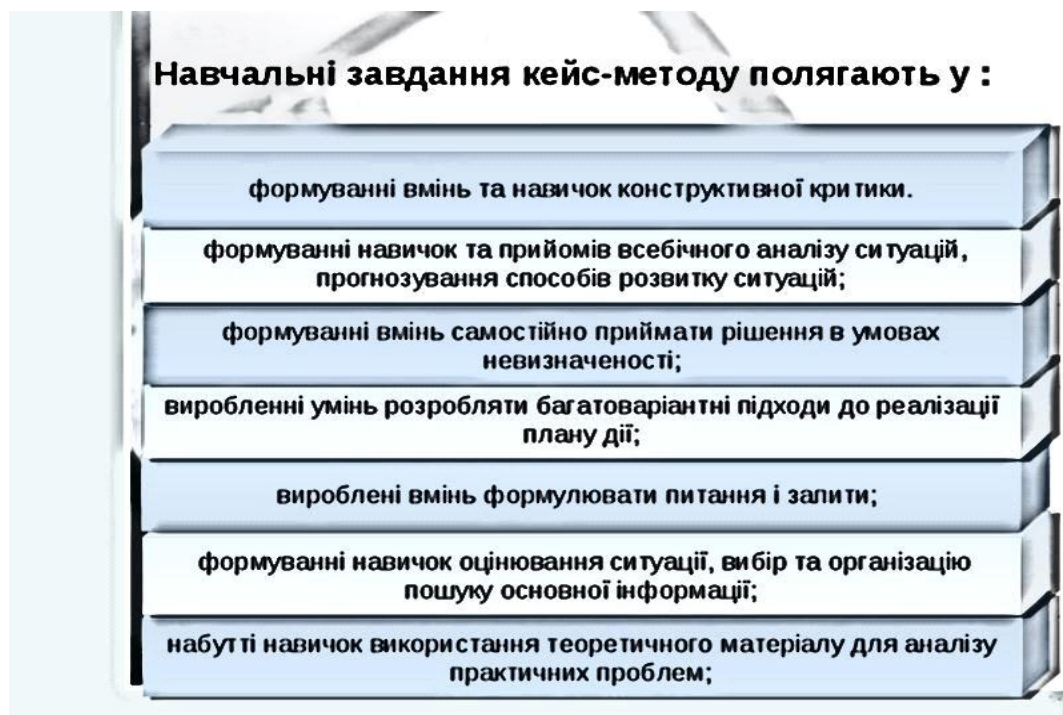 Навчальні завдання кейс-методу полягають у :
формуванні вмінь та навичок конструктивної критики.
формуванні навичок та прийомів всебічного аналізу ситуацій,
прогнозування способів розвитку ситуацій;
формуванні вмінь самостійно приймати рішення в умовах
невизначеності;
виробленні умінь розробляти багатоваріантні підходи до реалізації
плану дії;
вироблені вмінь формулювати питання і запити;
формуванні навичок оцінювання ситуації, вибір та організацію
пошуку основної інформації;
набутті навичок використання теоретичного матеріалу для аналізу
практичних проблем;